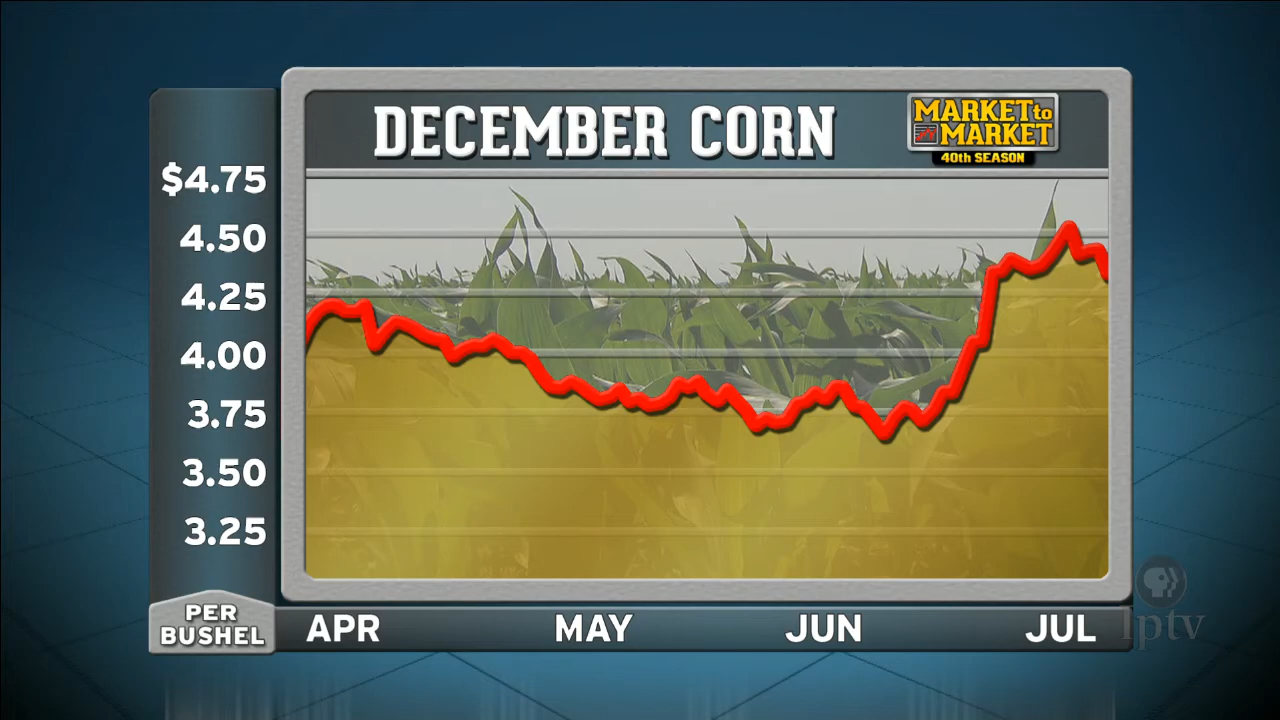 DECEMBER CORN
MARKET to
MARKET
40th SEASON
$4.75
4.50
4.25
4.00
3.75
3.50
3.25
PER
BUSHEL
APR MAY JUN JUL
iptv